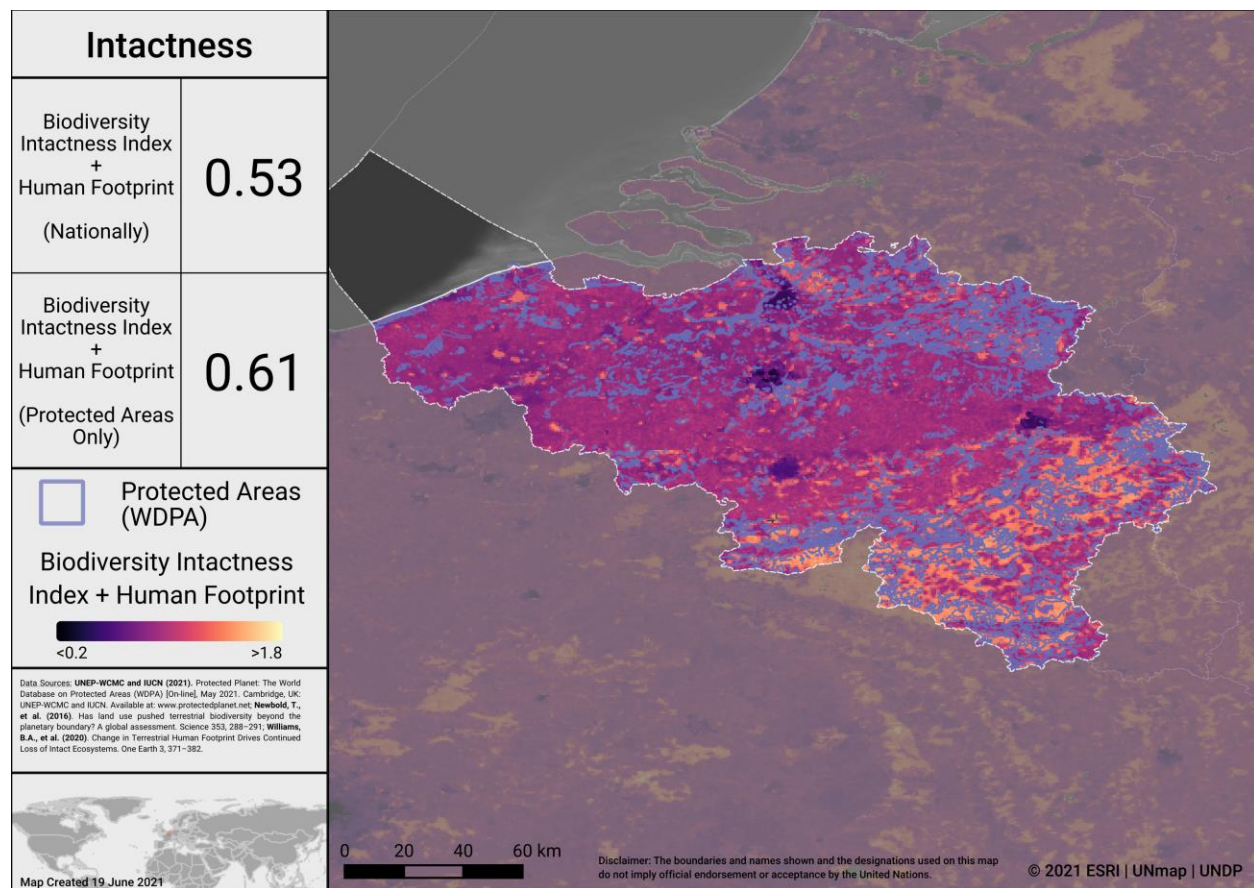 Intactness
Biodiversity
Intactness Index
+
Human Footprint
(Nationally)
0.53
Biodiversity
Intactness Index
+
Human Footprint
(Protected Areas
Only)
0.61
Protected Areas
(WDPA)
Biodiversity Intactness
Index + Human Footprint
<0.2
>1.8
Data Sources: UNEP-WCMC and IUCN (2021). Protected Planet: The World
Database on Protected Areas (WDPA) [On-line], May 2021. Cambridge, UK:
UNEP-WCMC and IUCN. Available at: www.protectedplanet.net; Newbold, T.,
et al. (2016). Has land use pushed terrestrial biodiversity beyond the
planetary boundary? A global assessment. Science 353, 288–291; Williams,
B.A., et al. (2020). Change in Terrestrial Human Footprint Drives Continued
Loss of Intact Ecosystems. One Earth 3, 371–382.
Map Created 19 June 2021
0 20 40 60 km
Disclaimer: The boundaries and names shown and the designations used on this map
do not imply official endorsement or acceptance by the United Nations.
© 2021 ESRI | UNmap | UNDP